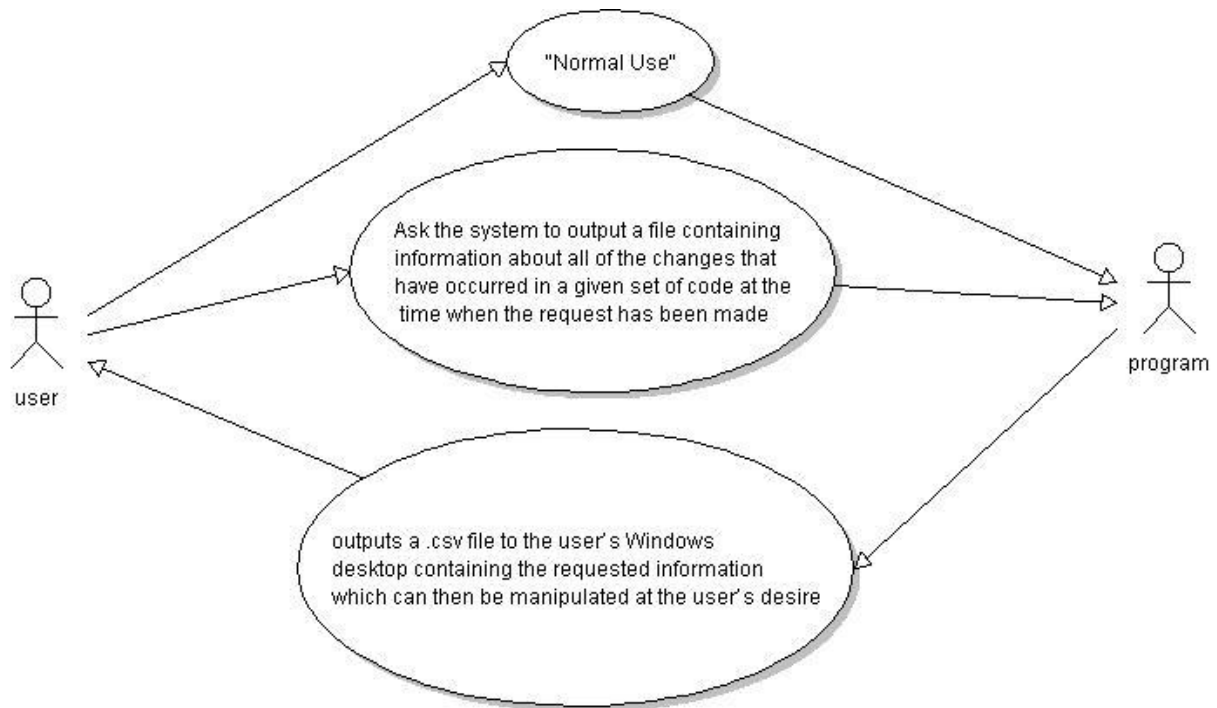 "Normal Use"
Ask the system to output a file containing
information about all of the changes that
have occurred in a given set of code at the
time when the request has been made
user
program
outputs a .csv file to the user's Windows
desktop containing the requested information
which can then be manipulated at the user's desire